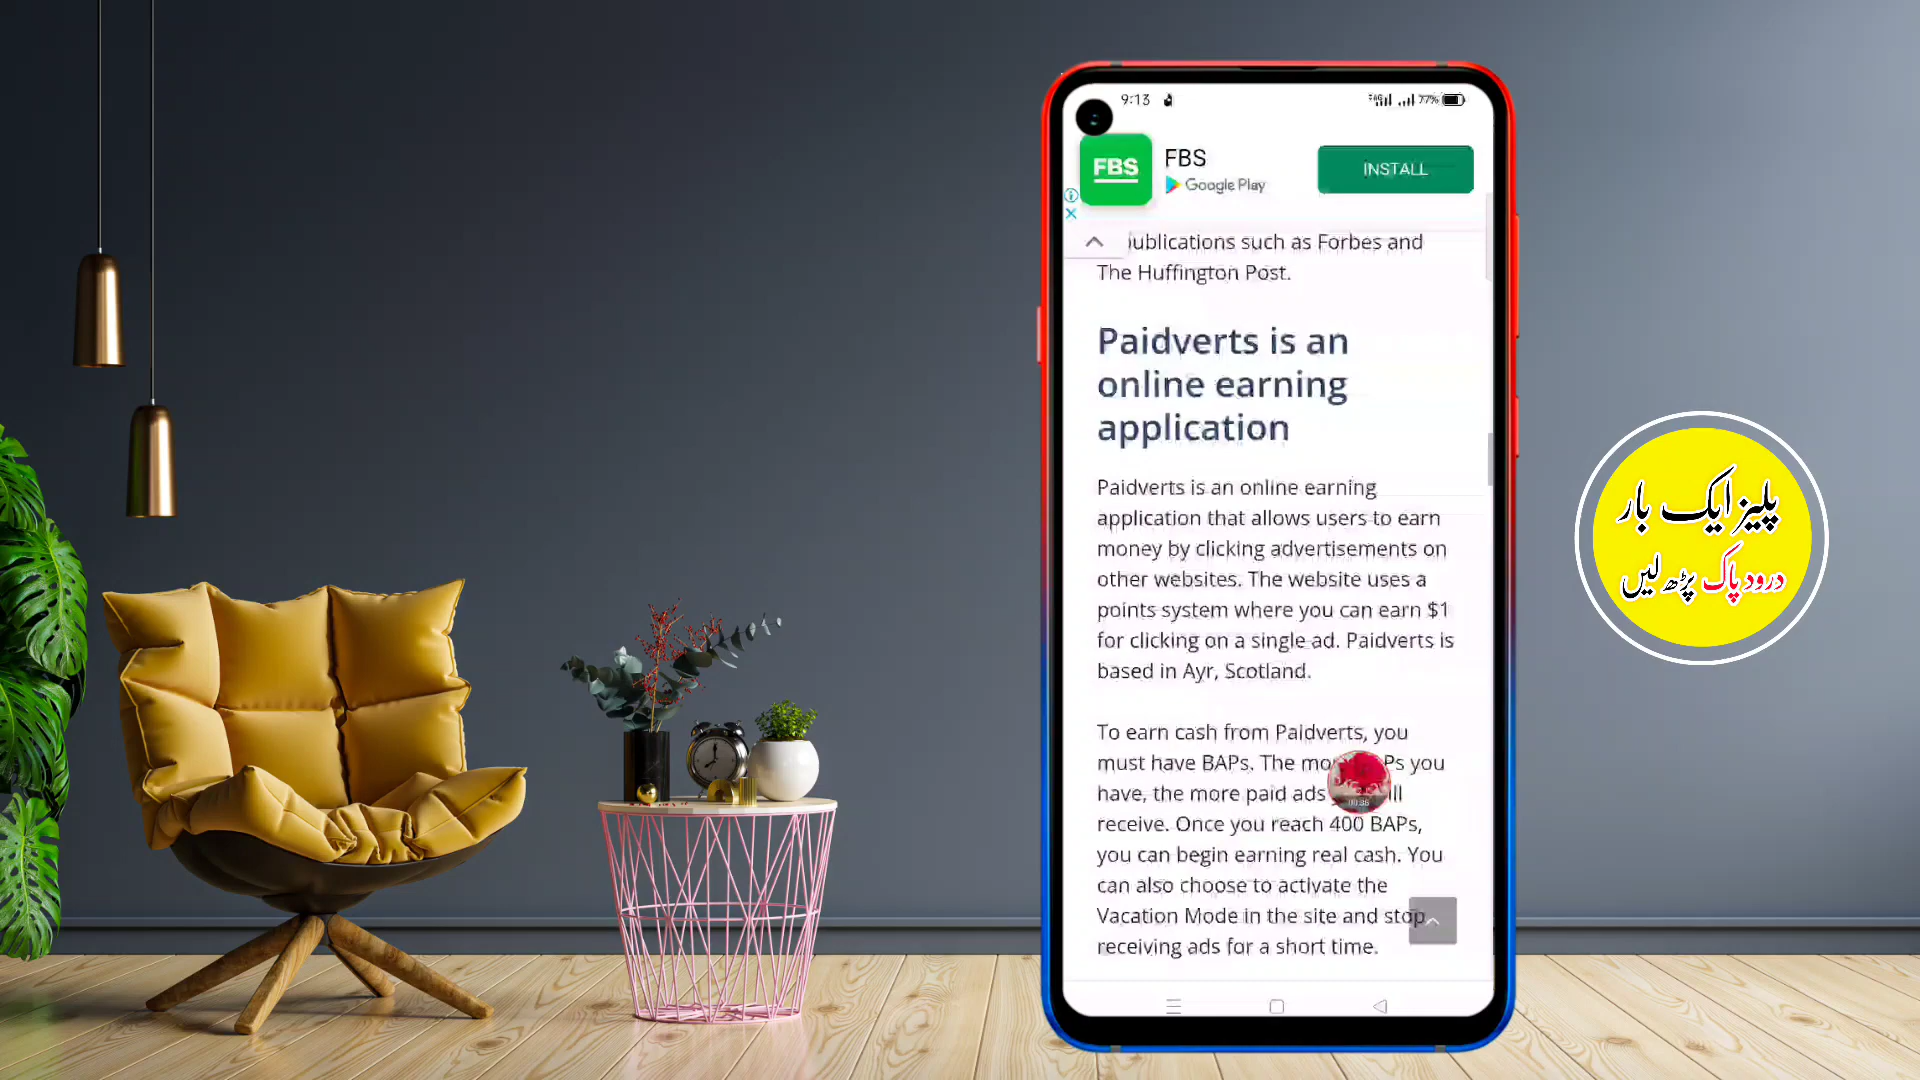 9:13
77%
FBS
FBS
Google Play
INSTALL
publications such as Forbes and
The Huffington Post.
Paidverts is an
online earning
application
Paidverts is an online earning
application that allows users to earn
money by clicking advertisements on
other websites. The website uses a
points system where you can earn $1
for clicking on a single ad. Paidverts is
based in Ayr, Scotland.
To earn cash from Paidverts, you
must have BAPs. The mo Ps you
have, the more paid ads ill
receive. Once you reach 400 BAPs,
you can begin earning real cash. You
can also choose to activate the
Vacation Mode in the site and stop
receiving ads for a short time.
پلیز ایک بار
درود پاک پڑھ لیں